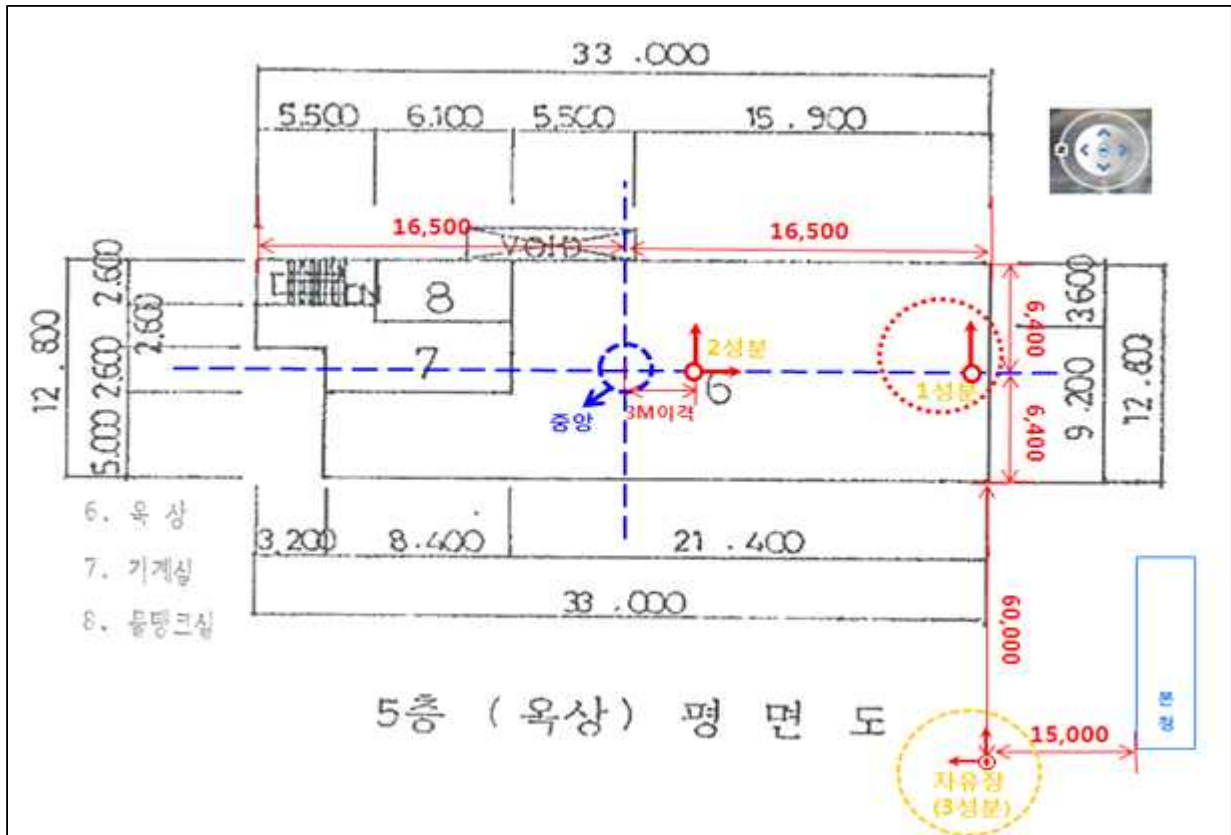 33 .000
5.500 6.100 5,500 15 . 900
16,500 16,500
VOID
12 . 800
2.600
2.600
2.600
5.000
8
7
2성분
6
1성분
중앙
3M이격
6,400
6,400
3.600
9 .200
12 . 800
3,200 8.400 21 . 400
33 .000
6. 옥 상
7. 기계실
8. 물탱크실
60,000
5층 ( 옥상 ) 평 면 도
본청
15,000
자유장
(3성분)